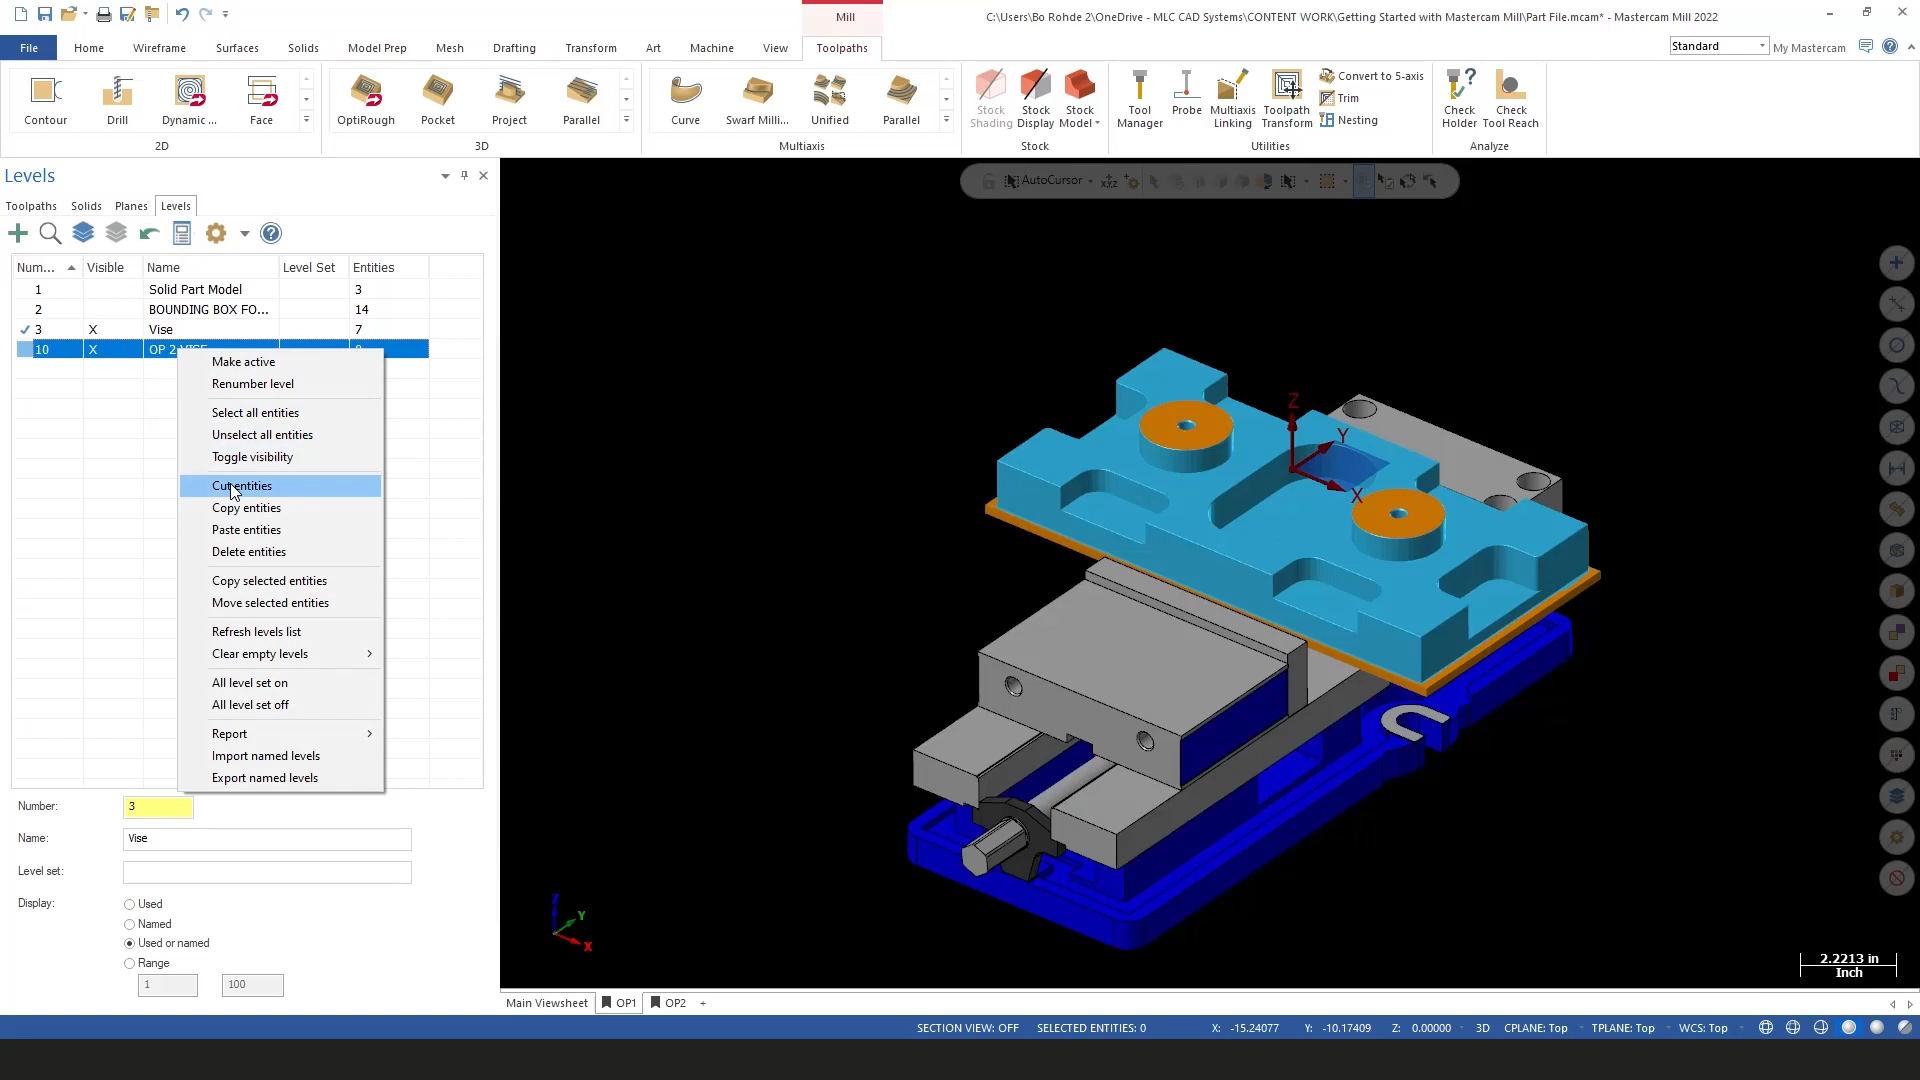 Mill
C:\Users\Bo Rohde 2\OneDrive - MLC CAD Systems\CONTENT WORK\Getting Started with Mastercam Mill\Part File.mcam* - Mastercam Mill 2022
File Home Wireframe Surfaces Solids Model Prep Mesh Drafting Transform Art Machine View Toolpaths
Standard My Mastercam
Contour Drill Dynamic ... Face
2D
OptiRough Pocket Project Parallel
3D
Curve Swarf Milli... Unified Parallel
Multiaxis
Stock Shading
Stock Display
Stock Model
Stock
Tool Manager
Probe
Multiaxis Linking
Toolpath Transform
Convert to 5-axis
Trim
Nesting
Utilities
Check Holder
Check Tool Reach
Analyze
Levels
Toolpaths Solids Planes Levels
Num... Visible Name Level Set Entities
1 Solid Part Model 3
2 BOUNDING BOX FO... 14
3 X Vise 7
10 X OP 2 VISE
Make active
Renumber level
Select all entities
Unselect all entities
Toggle visibility
Cut entities
Copy entities
Paste entities
Delete entities
Copy selected entities
Move selected entities
Refresh levels list
Clear empty levels
All level set on
All level set off
Report
Import named levels
Export named levels
Number: 3
Name: Vise
Level set:
Display: Used
Named
Used or named
Range
1 100
AutoCursor
XYZ
Z
Y
X
Z
Y
X
2.2213 in
Inch
Main Viewsheet OP1 OP2 +
SECTION VIEW: OFF SELECTED ENTITIES: 0 X: -15.24077 Y: -10.17409 Z: 0.00000 3D CPLANE: Top TPLANE: Top WCS: Top